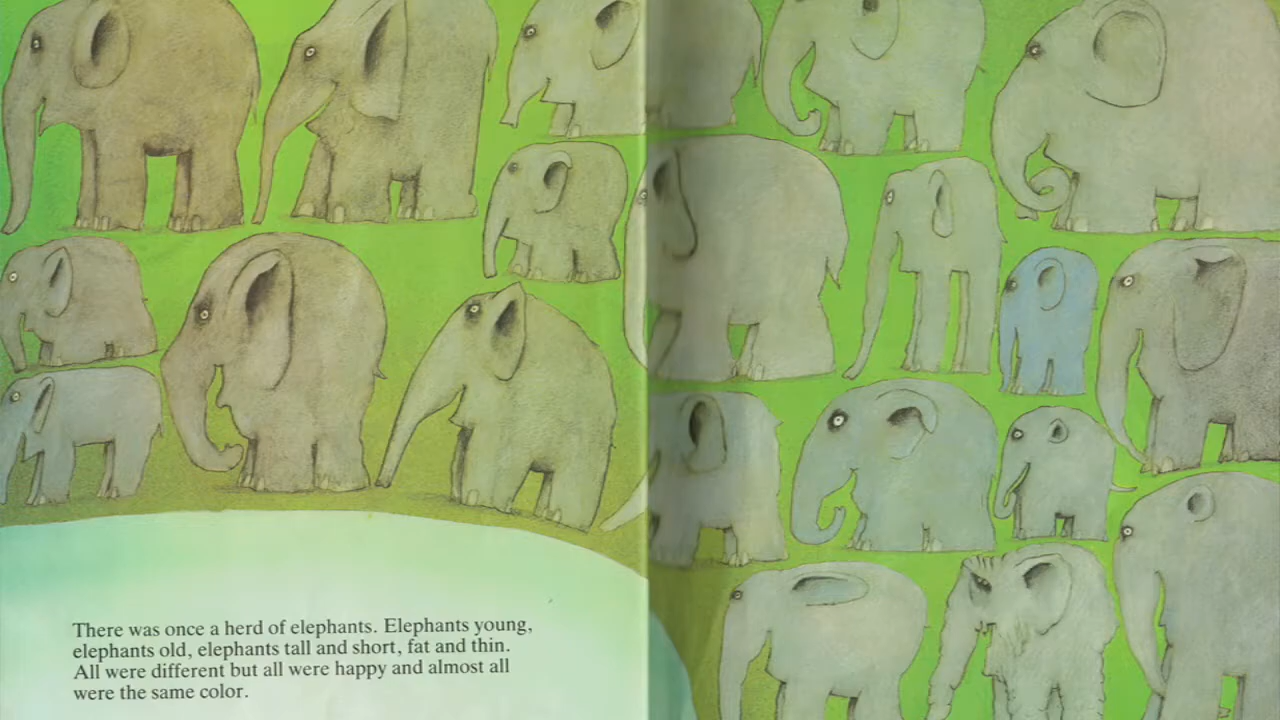 There was once a herd of elephants. Elephants young,
elephants old, elephants tall and short, fat and thin.
All were different but all were happy and almost all
were the same color.